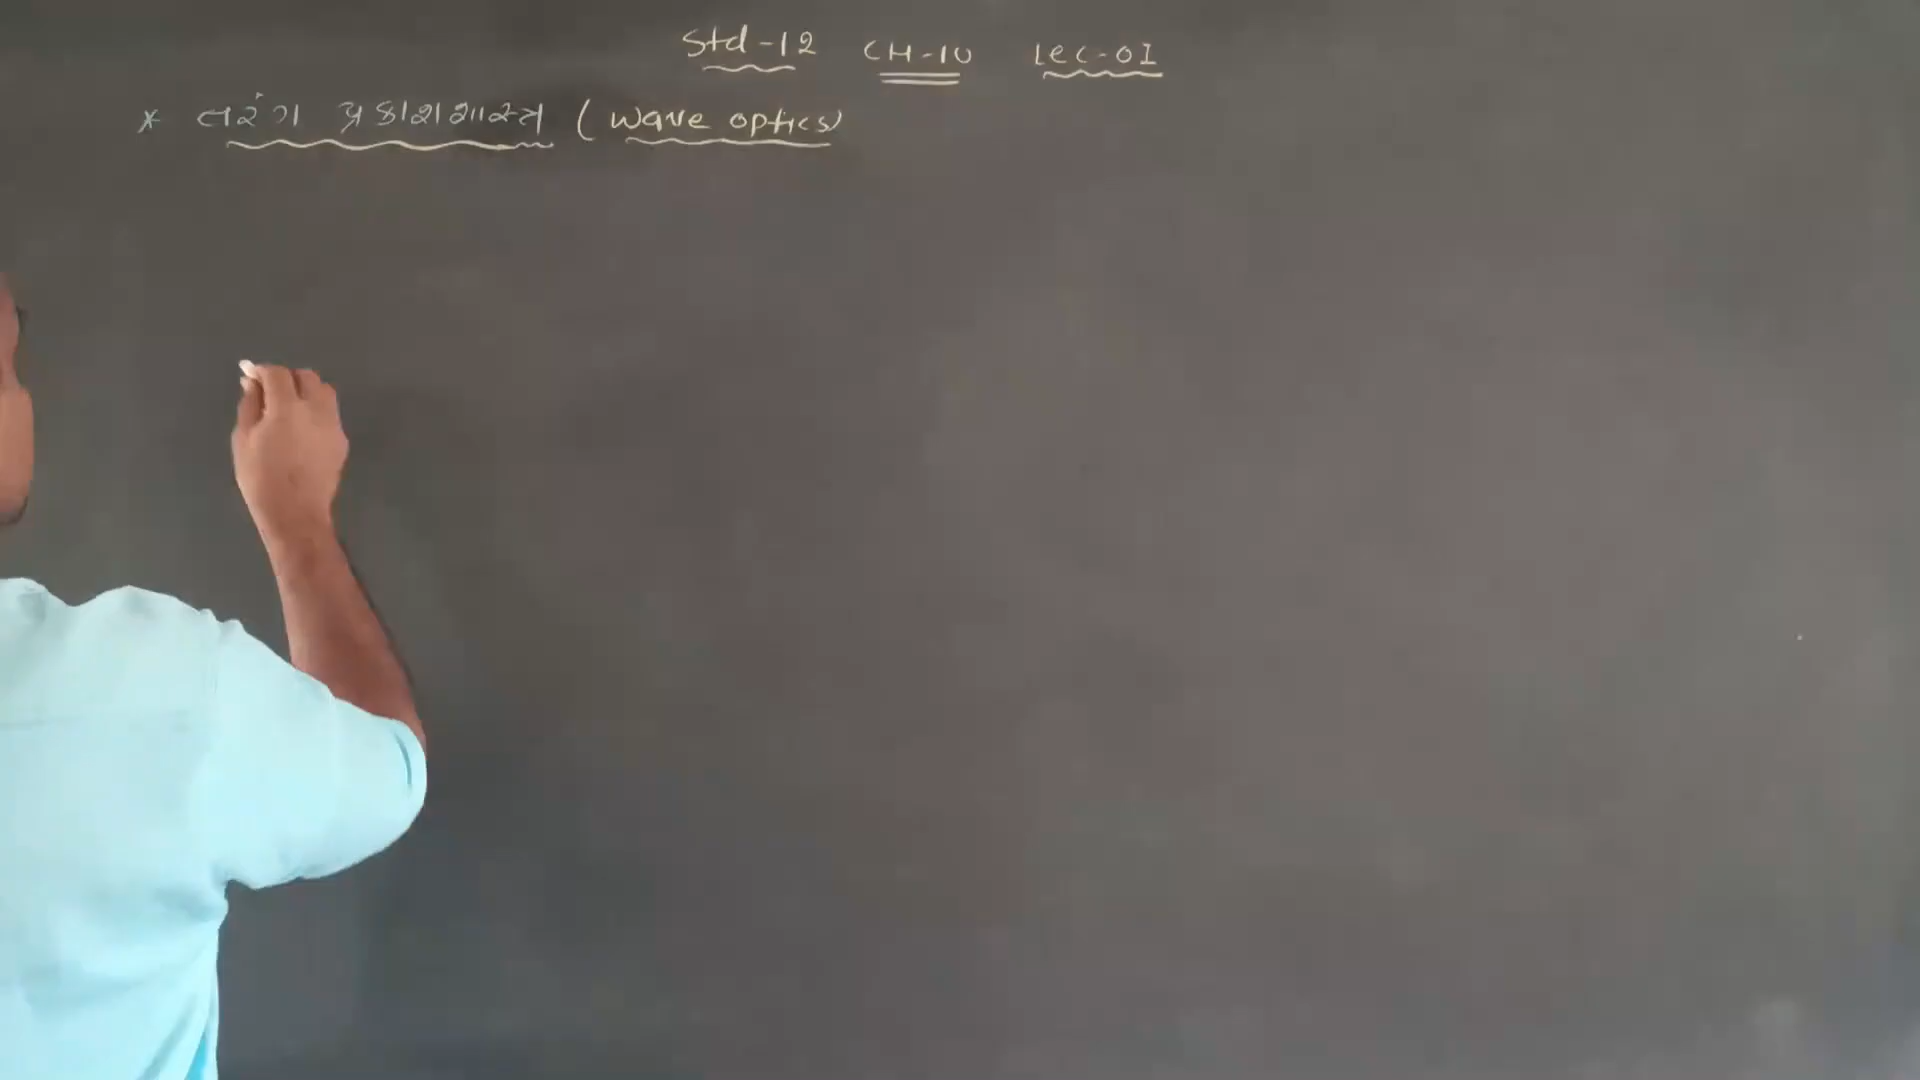 Std-12 CH-10 Lec-01
* તરંગ પ્રકાશશાસ્ત્ર (wave optics)